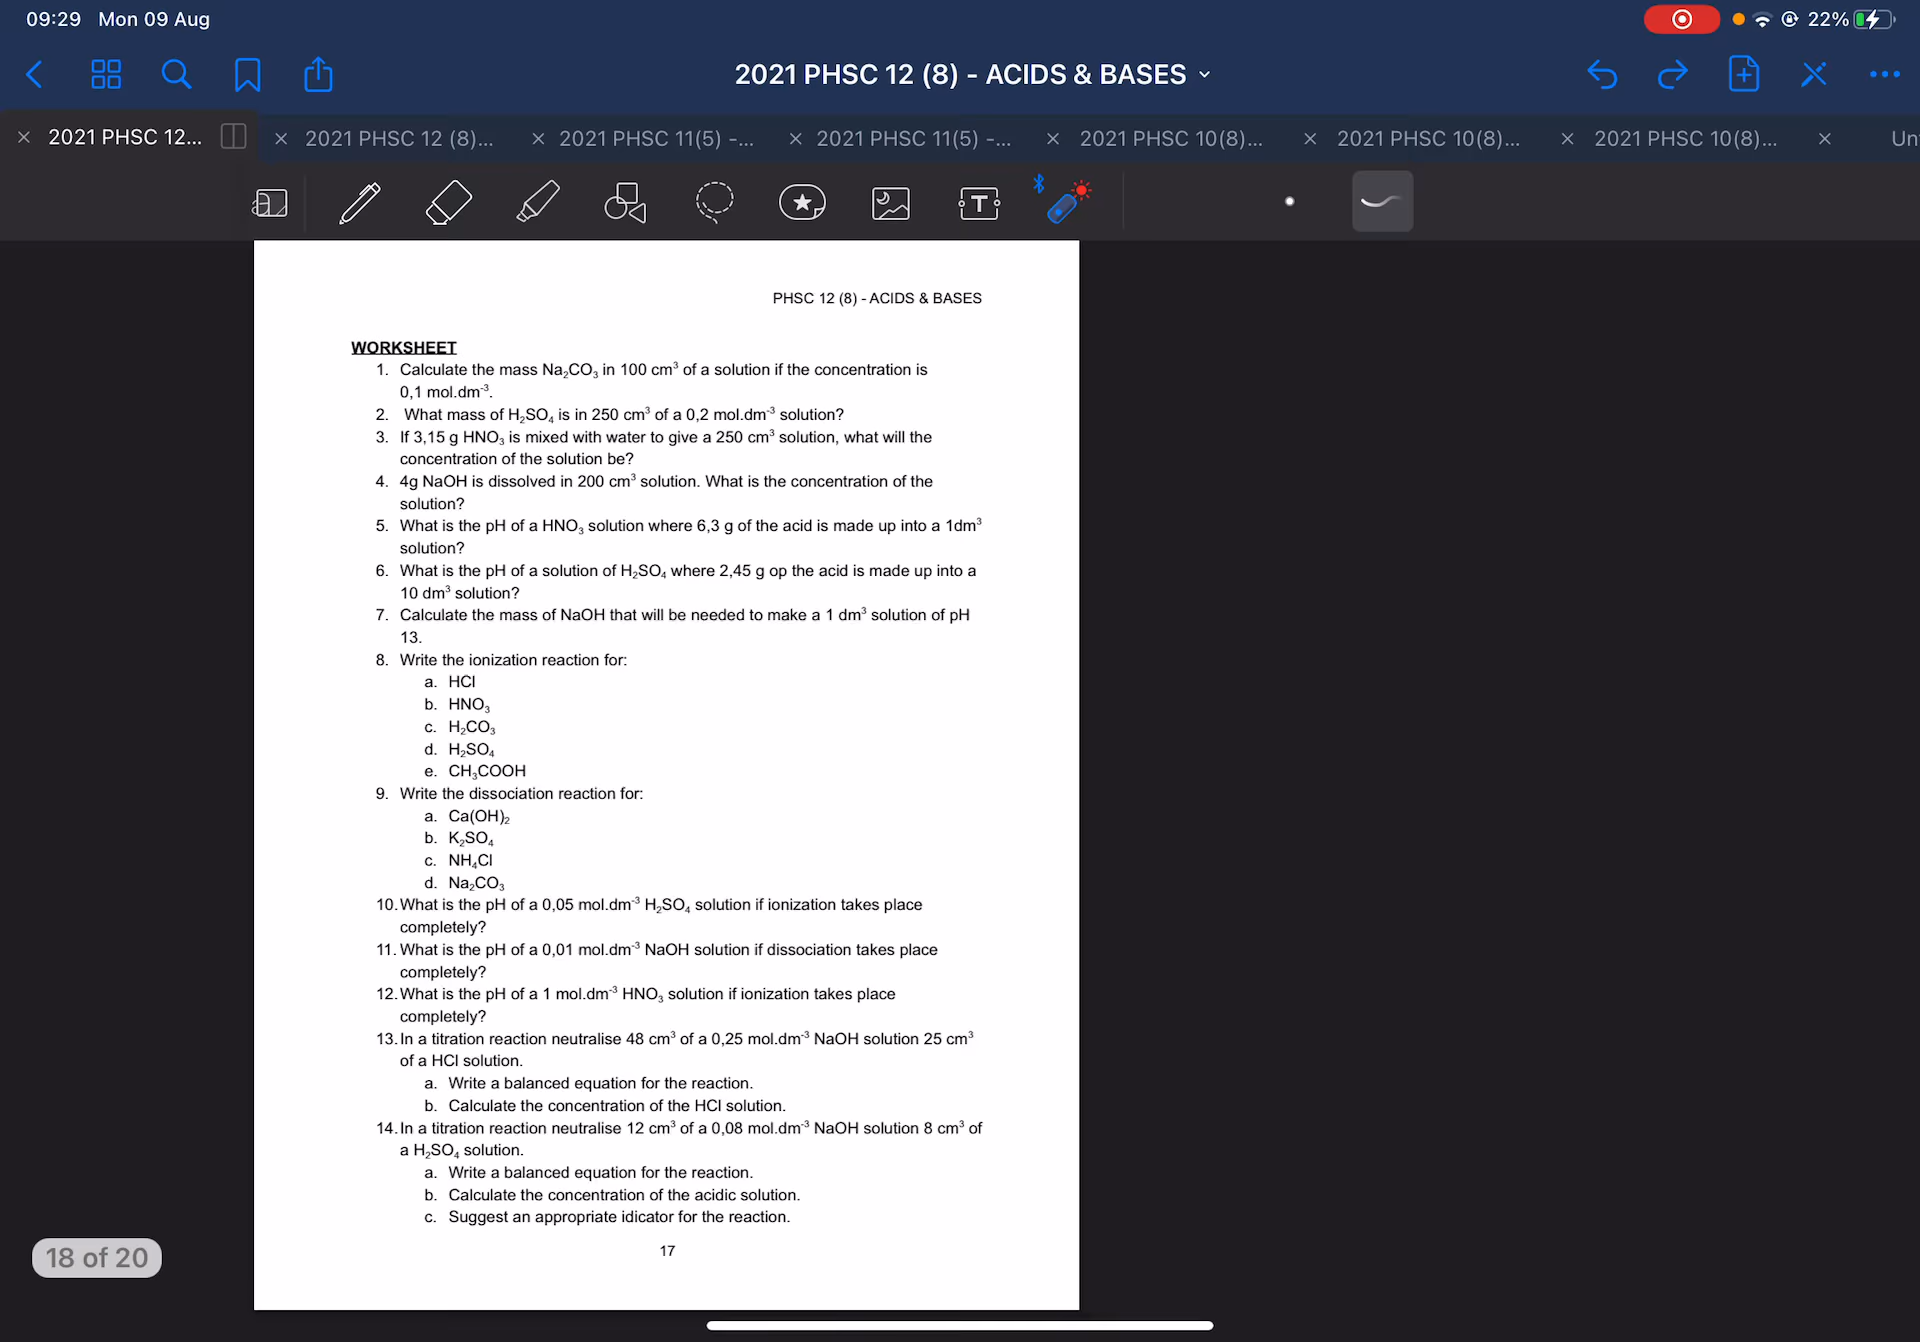 09:29 Mon 09 Aug
22%
2021 PHSC 12 (8) - ACIDS & BASES
2021 PHSC 12...
2021 PHSC 12 (8)...
2021 PHSC 11(5) -...
2021 PHSC 11(5) -...
2021 PHSC 10(8)...
2021 PHSC 10(8)...
2021 PHSC 10(8)...
Un
PHSC 12 (8) - ACIDS & BASES
WORKSHEET
1. Calculate the mass Na₂CO₃ in 100 cm³ of a solution if the concentration is
0,1 mol.dm⁻³.
2. What mass of H₂SO₄ is in 250 cm³ of a 0,2 mol.dm⁻³ solution?
3. If 3,15 g HNO₃ is mixed with water to give a 250 cm³ solution, what will the
concentration of the solution be?
4. 4g NaOH is dissolved in 200 cm³ solution. What is the concentration of the
solution?
5. What is the pH of a HNO₃ solution where 6,3 g of the acid is made up into a 1dm³
solution?
6. What is the pH of a solution of H₂SO₄ where 2,45 g op the acid is made up into a
10 dm³ solution?
7. Calculate the mass of NaOH that will be needed to make a 1 dm³ solution of pH
13.
8. Write the ionization reaction for:
a. HCl
b. HNO₃
c. H₂CO₃
d. H₂SO₄
e. CH₃COOH
9. Write the dissociation reaction for:
a. Ca(OH)₂
b. K₂SO₄
c. NH₄Cl
d. Na₂CO₃
10. What is the pH of a 0,05 mol.dm⁻³ H₂SO₄ solution if ionization takes place
completely?
11. What is the pH of a 0,01 mol.dm⁻³ NaOH solution if dissociation takes place
completely?
12. What is the pH of a 1 mol.dm⁻³ HNO₃ solution if ionization takes place
completely?
13. In a titration reaction neutralise 48 cm³ of a 0,25 mol.dm⁻³ NaOH solution 25 cm³
of a HCl solution.
a. Write a balanced equation for the reaction.
b. Calculate the concentration of the HCl solution.
14. In a titration reaction neutralise 12 cm³ of a 0,08 mol.dm⁻³ NaOH solution 8 cm³ of
a H₂SO₄ solution.
a. Write a balanced equation for the reaction.
b. Calculate the concentration of the acidic solution.
c. Suggest an appropriate idicator for the reaction.
17
18 of 20